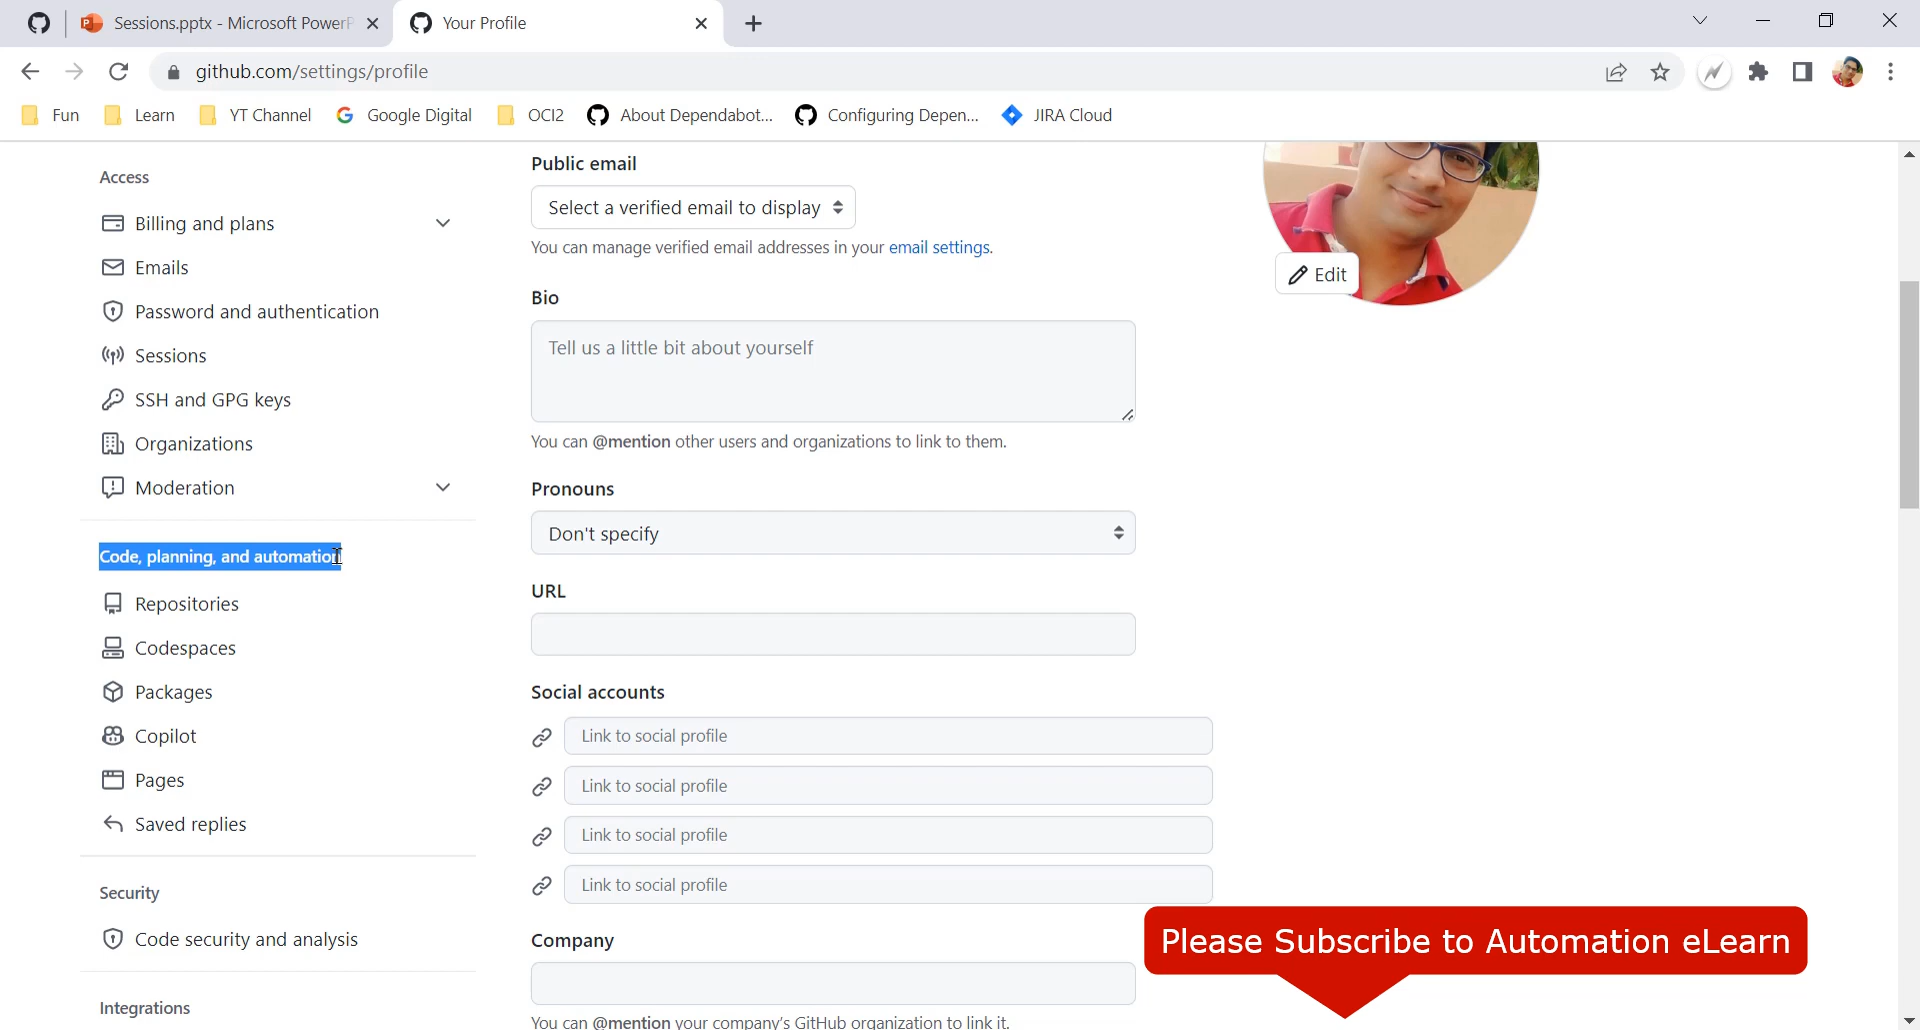 Sessions.pptx - Microsoft PowerP
Your Profile
github.com/settings/profile
Fun
Learn
YT Channel
Google Digital
OCI2
About Dependabot...
Configuring Depen...
JIRA Cloud
Access
Billing and plans
Emails
Password and authentication
Sessions
SSH and GPG keys
Organizations
Moderation
Code, planning, and automation
Repositories
Codespaces
Packages
Copilot
Pages
Saved replies
Security
Code security and analysis
Integrations
Public email
Select a verified email to display
You can manage verified email addresses in your email settings.
Bio
Tell us a little bit about yourself
You can @mention other users and organizations to link to them.
Pronouns
Don't specify
URL
Social accounts
Link to social profile
Link to social profile
Link to social profile
Link to social profile
Company
You can @mention your company's GitHub organization to link it.
Edit
Please Subscribe to Automation eLearn